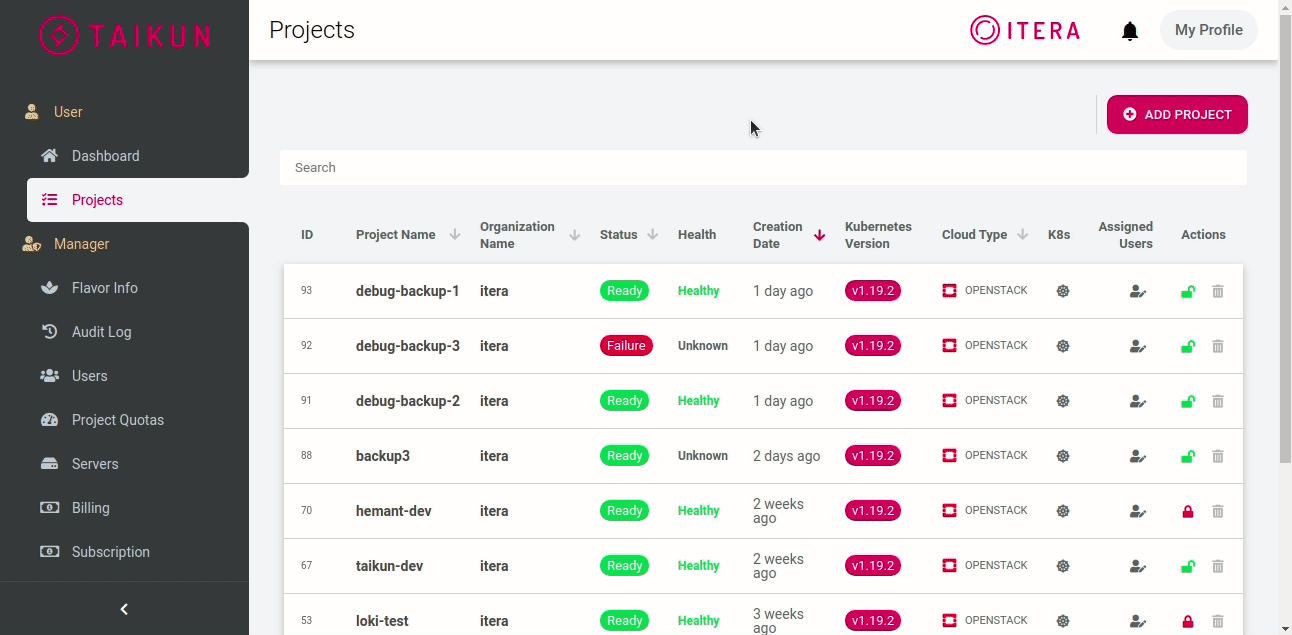 TAIKUN
Projects
ITERA
My Profile
User
Dashboard
Projects
Manager
Flavor Info
Audit Log
Users
Project Quotas
Servers
Billing
Subscription
ADD PROJECT
Search
ID Project Name Organization Name Status Health Creation Date Kubernetes Version Cloud Type K8s Assigned Users Actions
93 debug-backup-1 itera Ready Healthy 1 day ago v1.19.2 OPENSTACK
92 debug-backup-3 itera Failure Unknown 1 day ago v1.19.2 OPENSTACK
91 debug-backup-2 itera Ready Healthy 1 day ago v1.19.2 OPENSTACK
88 backup3 itera Ready Unknown 2 days ago v1.19.2 OPENSTACK
70 hemant-dev itera Ready Healthy 2 weeks ago v1.19.2 OPENSTACK
67 taikun-dev itera Ready Healthy 2 weeks ago v1.19.2 OPENSTACK
53 loki-test itera Ready Healthy 3 weeks ago v1.19.2 OPENSTACK